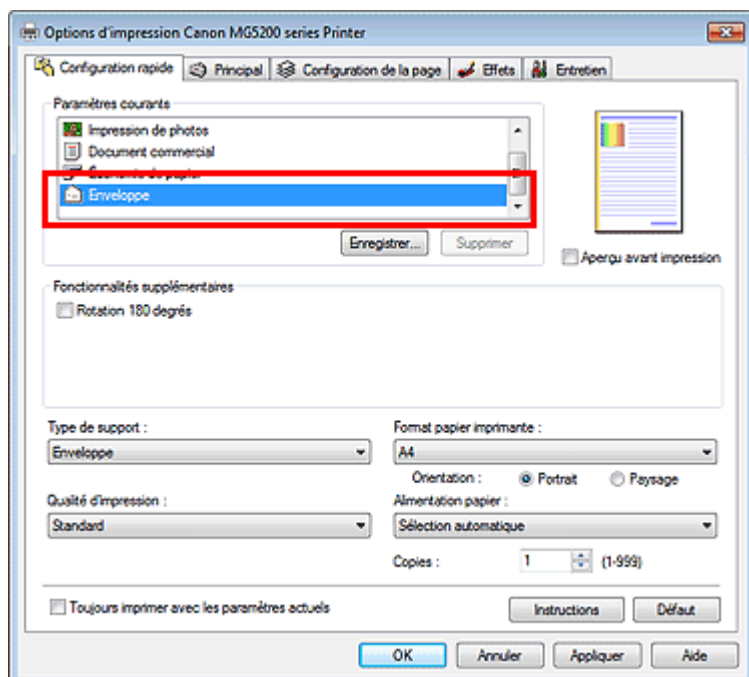 Options d'impression Canon MG5200 series Printer
Configuration rapide Principal Configuration de la page Effets Entretien
Paramètres courants
Impression de photos
Document commercial
Économie de papier
Enveloppe
Enregistrer... Supprimer
Aperçu avant impression
Fonctionnalités supplémentaires
Rotation 180 degrés
Type de support : Format papier imprimante :
Enveloppe A4
Orientation : Portrait Paysage
Qualité d'impression : Alimentation papier :
Standard Sélection automatique
Copies : 1 (1-999)
Toujours imprimer avec les paramètres actuels Instructions Défaut
OK Annuler Appliquer Aide